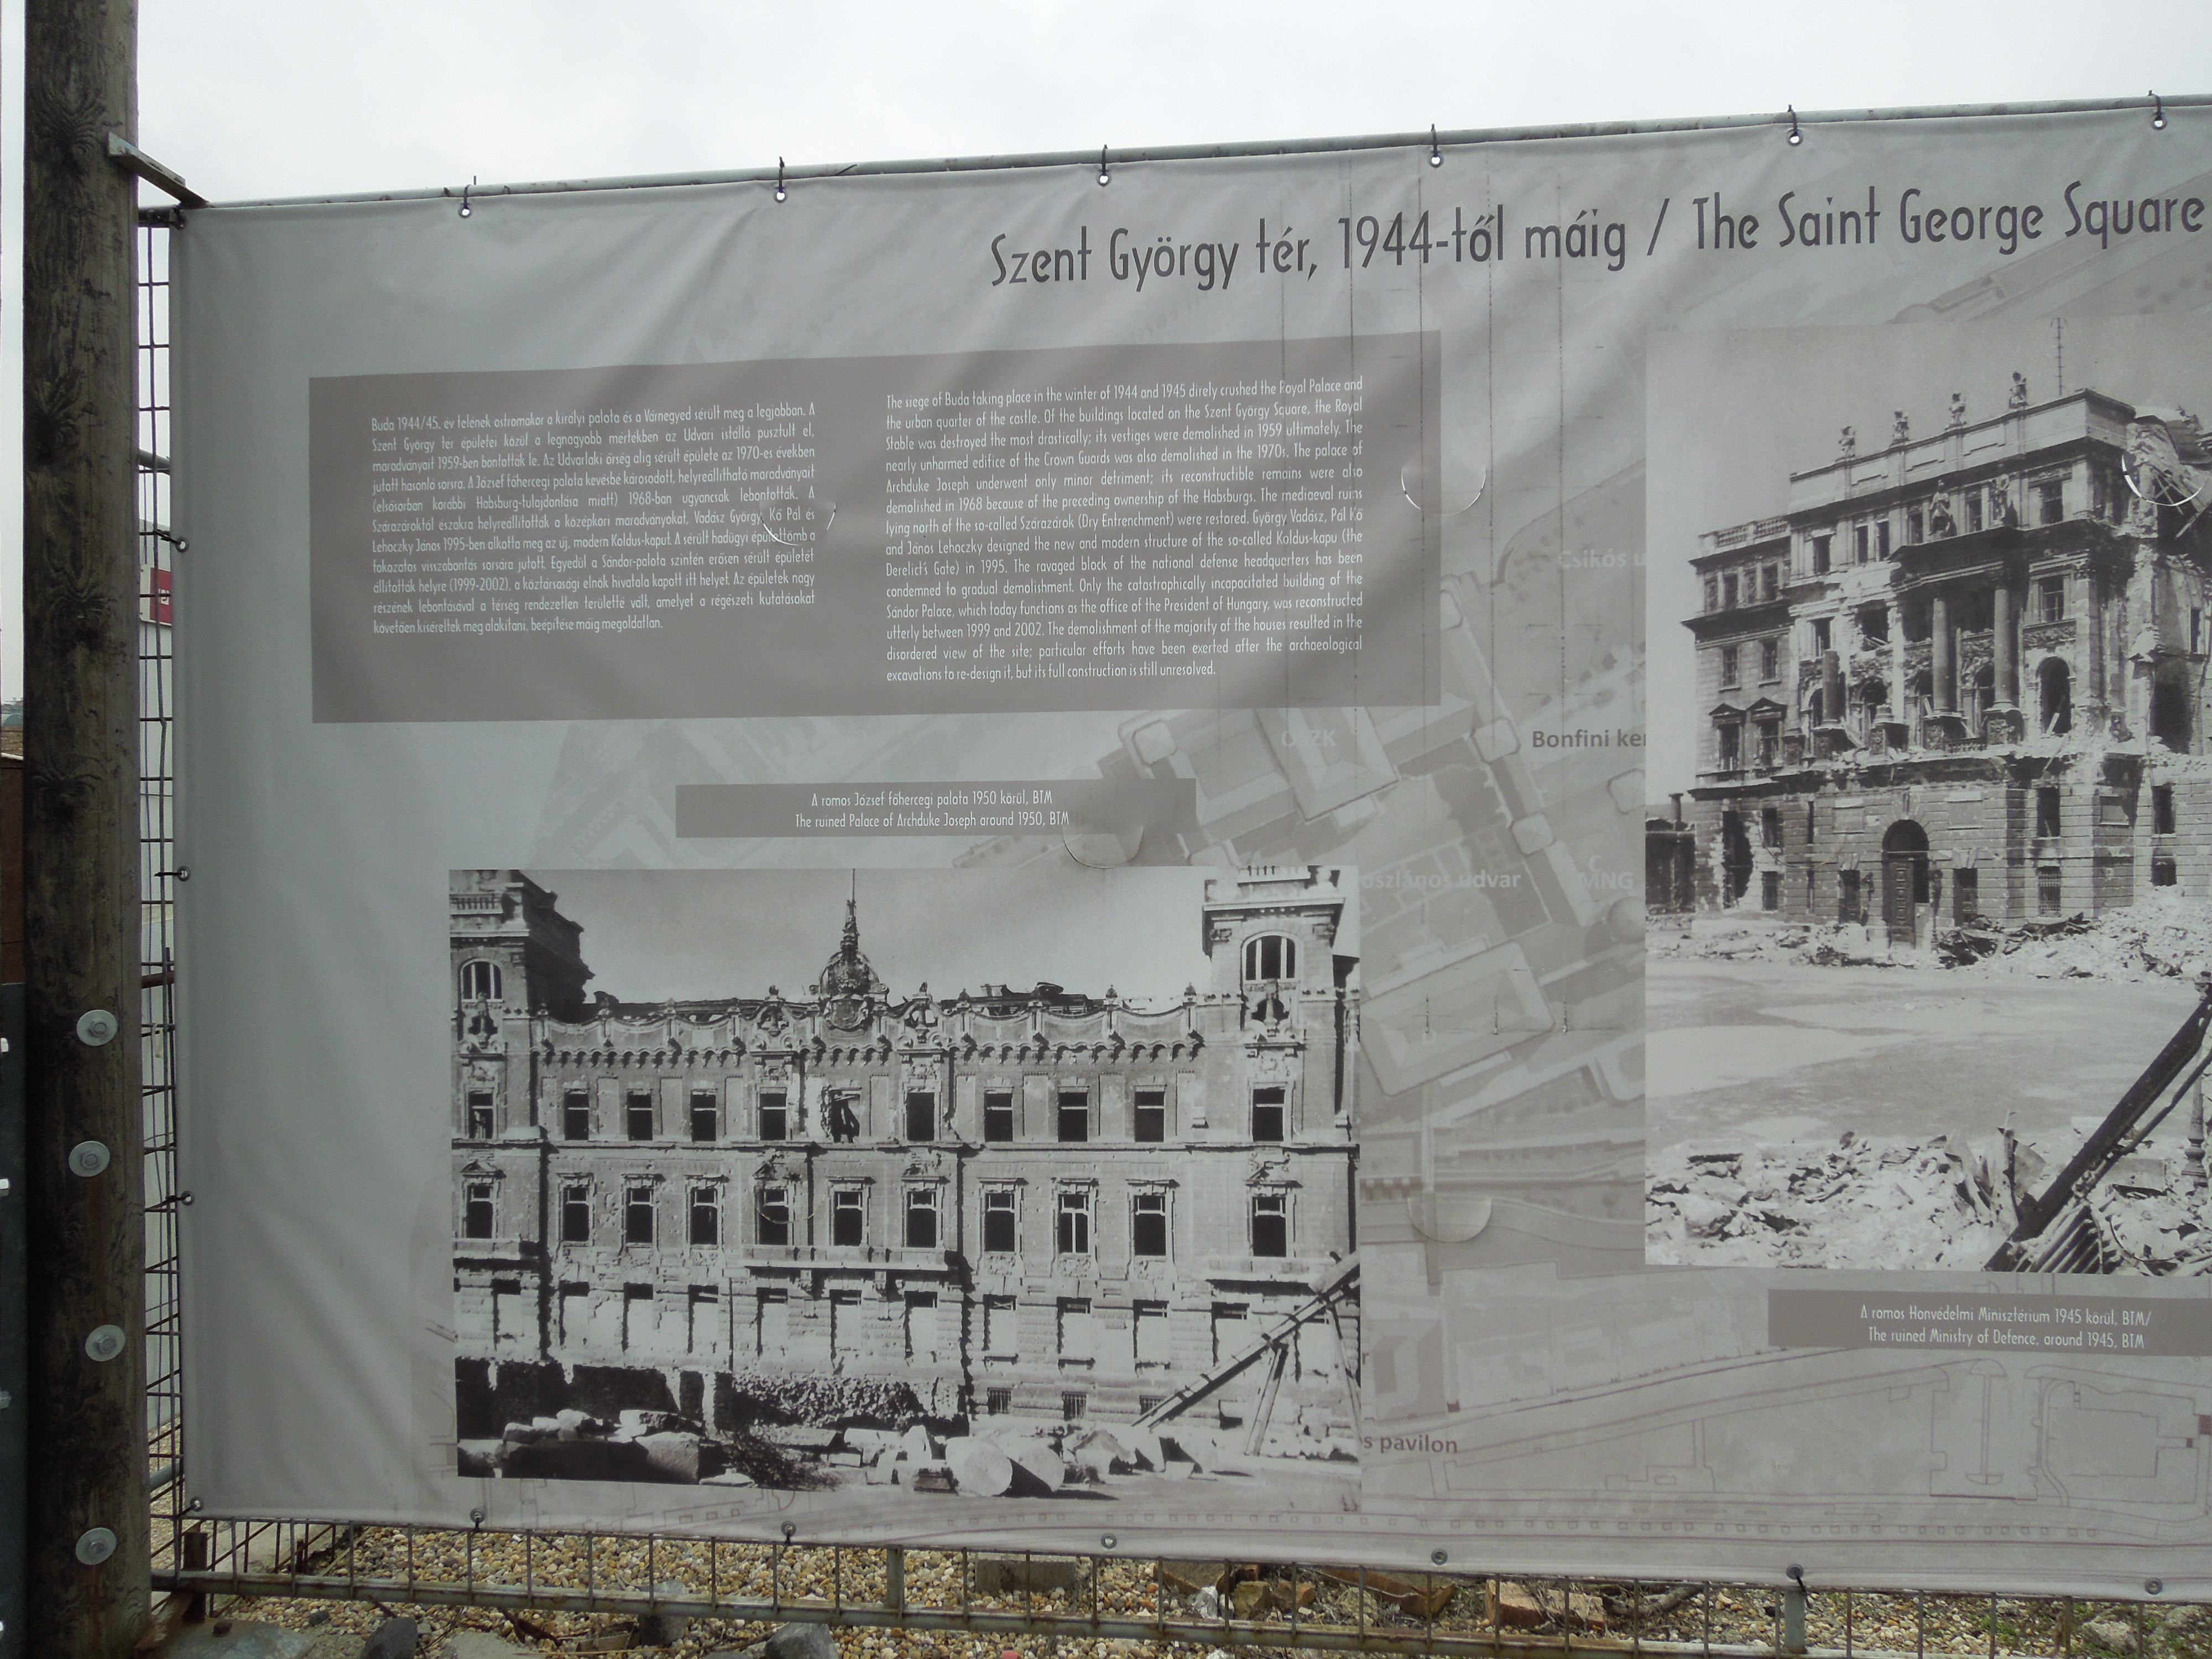 Szent György tér, 1944-től máig / The Saint George Square
Buda 1944/45. év telének ostromakor a királyi palota és a Várnegyed sérült meg a legjobban. A
Szent György tér épületei közül a legnagyobb mértékben az Udvari istálló pusztult el,
maradványait 1959-ben bontották le. Az Udvarlaki őrség alig sérült épülete az 1970-es években
jutott hasonló sorsra. A József főhercegi palota kevésbé károsodott, helyreállítható maradványait
(elsősorban korábbi Habsburg-tulajdonlása miatt) 1968-ban ugyancsak lebontották. A
Szárazároktól északra helyreállították a középkori maradványokat, Vadász György, Kő Pál és
Lehoczky János 1995-ben alkotta meg az új, modern Koldus-kaput. A sérült hadügyi épülettömb a
fokozatos visszabontás sorsára jutott. Egyedül a Sándor-palota szintén erősen sérült épületét
állították helyre (1999-2002), a köztársasági elnök hivatala kapott itt helyet. Az épületek nagy
részének lebontásával a térség rendezetlen területté vált, amelyet a régészeti kutatásokat
követően kíséreltek meg alakítani, beépítése máig megoldatlan.
The siege of Buda taking place in the winter of 1944 and 1945 direly crushed the Royal Palace and
the urban quarter of the castle. Of the buildings located on the Szent György Square, the Royal
Stable was destroyed the most drastically; its vestiges were demolished in 1959 ultimately. The
nearly unharmed edifice of the Crown Guards was also demolished in the 1970s. The palace of
Archduke Joseph underwent only minor detriment; its reconstructible remains were also
demolished in 1968 because of the preceding ownership of the Habsburgs. The mediaeval ruins
lying north of the so-called Szárazárok (Dry Entrenchment) were restored. György Vadász, Pál Kő
and János Lehoczky designed the new and modern structure of the so-called Koldus-kapu (the
Derelict's Gate) in 1995. The ravaged block of the national defense headquarters has been
condemned to gradual demolishment. Only the catastrophically incapacitated building of the
Sándor Palace, which today functions as the office of the President of Hungary, was reconstructed
utterly between 1999 and 2002. The demolishment of the majority of the houses resulted in the
disordered view of the site; particular efforts have been exerted after the archaeological
excavations to re-design it, but its full construction is still unresolved.
Csikós u
OSZK
Bonfini ker
A romos József főhercegi palota 1950 körül, BTM
The ruined Palace of Archduke Joseph around 1950, BTM
oszlános udvar
C
MNG
A romos Honvédelmi Minisztérium 1945 körül, BTM/
The ruined Ministry of Defence, around 1945, BTM
s pavilon